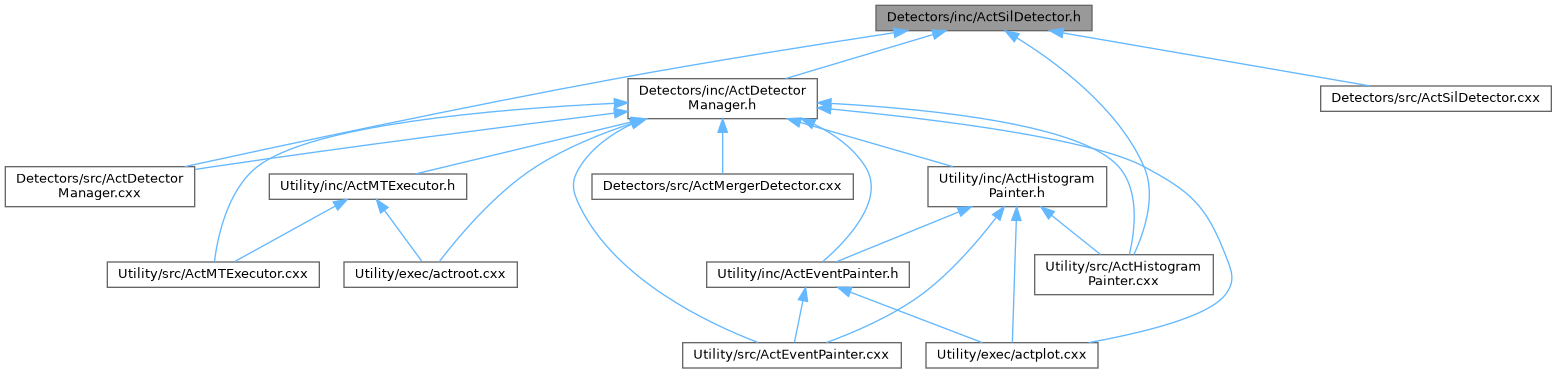 Detectors/inc/ActSilDetector.h
Detectors/inc/ActDetector
Manager.h
Detectors/src/ActSilDetector.cxx
Detectors/src/ActDetector
Manager.cxx
Utility/inc/ActMTExecutor.h
Detectors/src/ActMergerDetector.cxx
Utility/inc/ActHistogram
Painter.h
Utility/src/ActMTExecutor.cxx
Utility/exec/actroot.cxx
Utility/inc/ActEventPainter.h
Utility/src/ActHistogram
Painter.cxx
Utility/src/ActEventPainter.cxx
Utility/exec/actplot.cxx